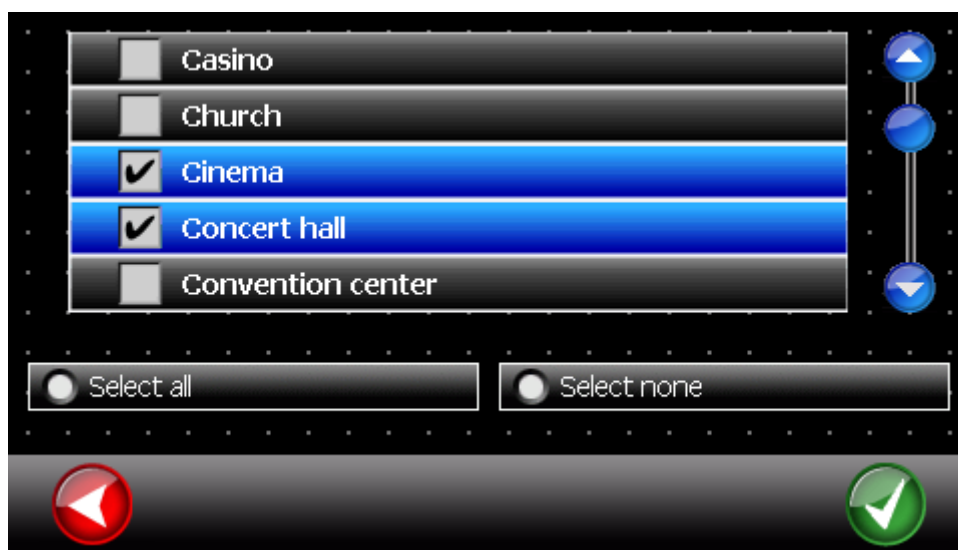 Casino
Church
Cinema
Concert hall
Convention center
Select all
Select none